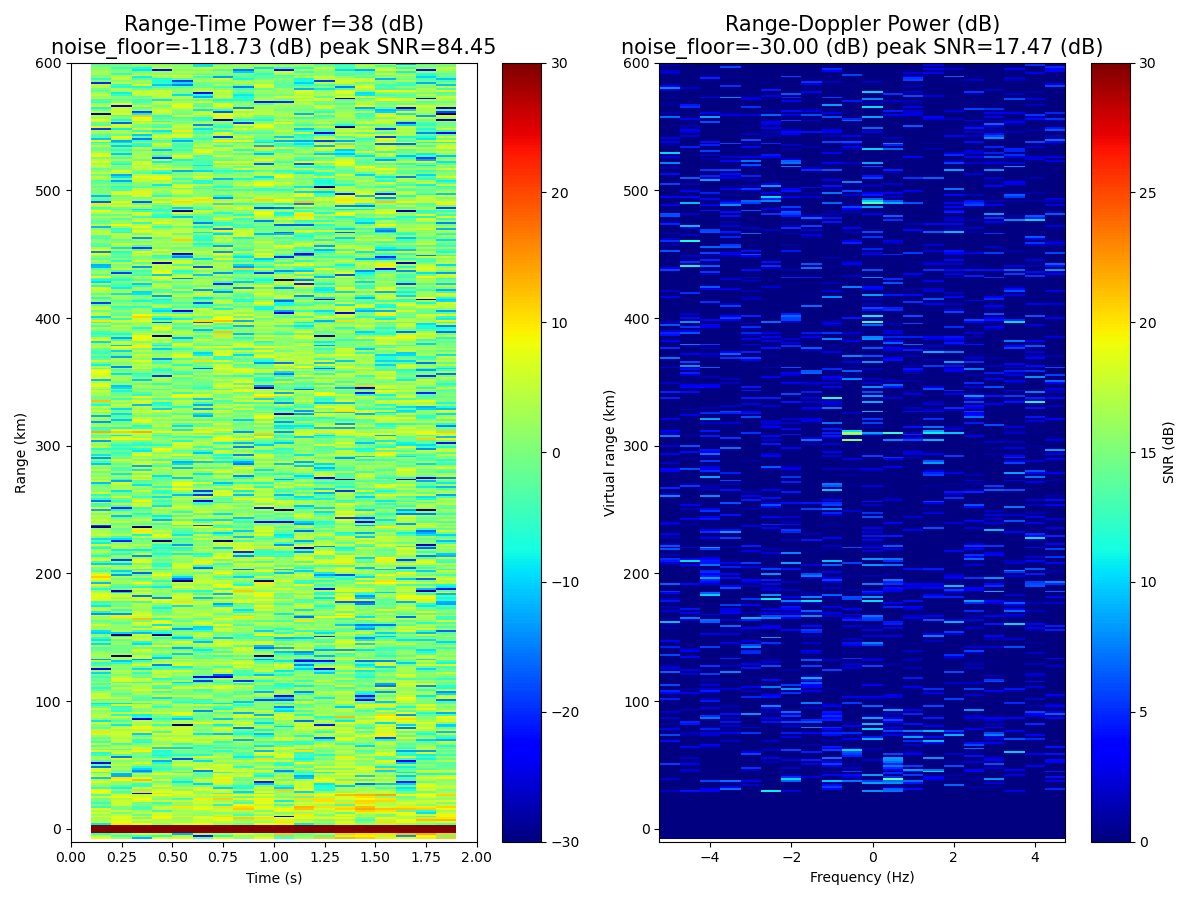 Range-Time Power f=38 (dB)
noise_floor=-118.73 (dB) peak SNR=84.45
Range-Doppler Power (dB)
noise_floor=-30.00 (dB) peak SNR=17.47 (dB)
600
500
400
300
200
100
0
Range (km)
0.00 0.25 0.50 0.75 1.00 1.25 1.50 1.75 2.00
Time (s)
30
20
10
0
−10
−20
−30
600
500
400
300
200
100
0
Virtual range (km)
−4 −2 0 2 4
Frequency (Hz)
30
25
20
15
10
5
0
SNR (dB)